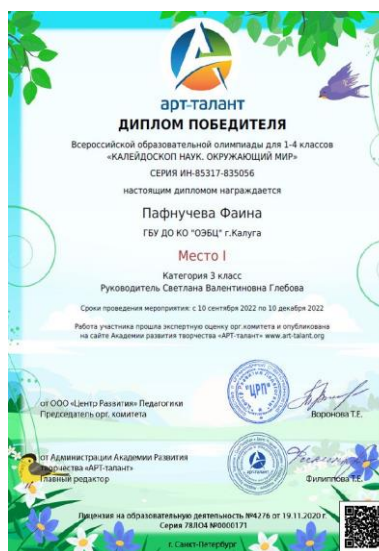 арт-талант
ДИПЛОМ ПОБЕДИТЕЛЯ
Всероссийской образовательной олимпиады для 1-4 классов
«КАЛЕЙДОСКОП НАУК. ОКРУЖАЮЩИЙ МИР»
СЕРИЯ ИН-85317-835056
настоящим дипломом награждается
Пафнучева Фаина
ГБУ ДО КО "ОЭБЦ" г.Калуга
Место I
Категория 3 класс
Руководитель Светлана Валентиновна Глебова
Сроки проведения мероприятия: с 10 сентября 2022 по 10 декабря 2022
Работа участника прошла экспертную оценку орг.комитета и опубликована
на сайте Академии развития творчества «АРТ-талант» www.art-talant.org
от ООО «Центр Развития» Педагогики
Председатель орг. комитета
"ЦРП"
Воронова Т.Е.
от Администрации Академии Развития
Творчества «АРТ-талант»
Главный редактор
Филиппова Т.Е.
Лицензия на образовательную деятельность №4276 от 19.11.2020 г.
Серия 78ЛО4 №0000171
г. Санкт-Петербург